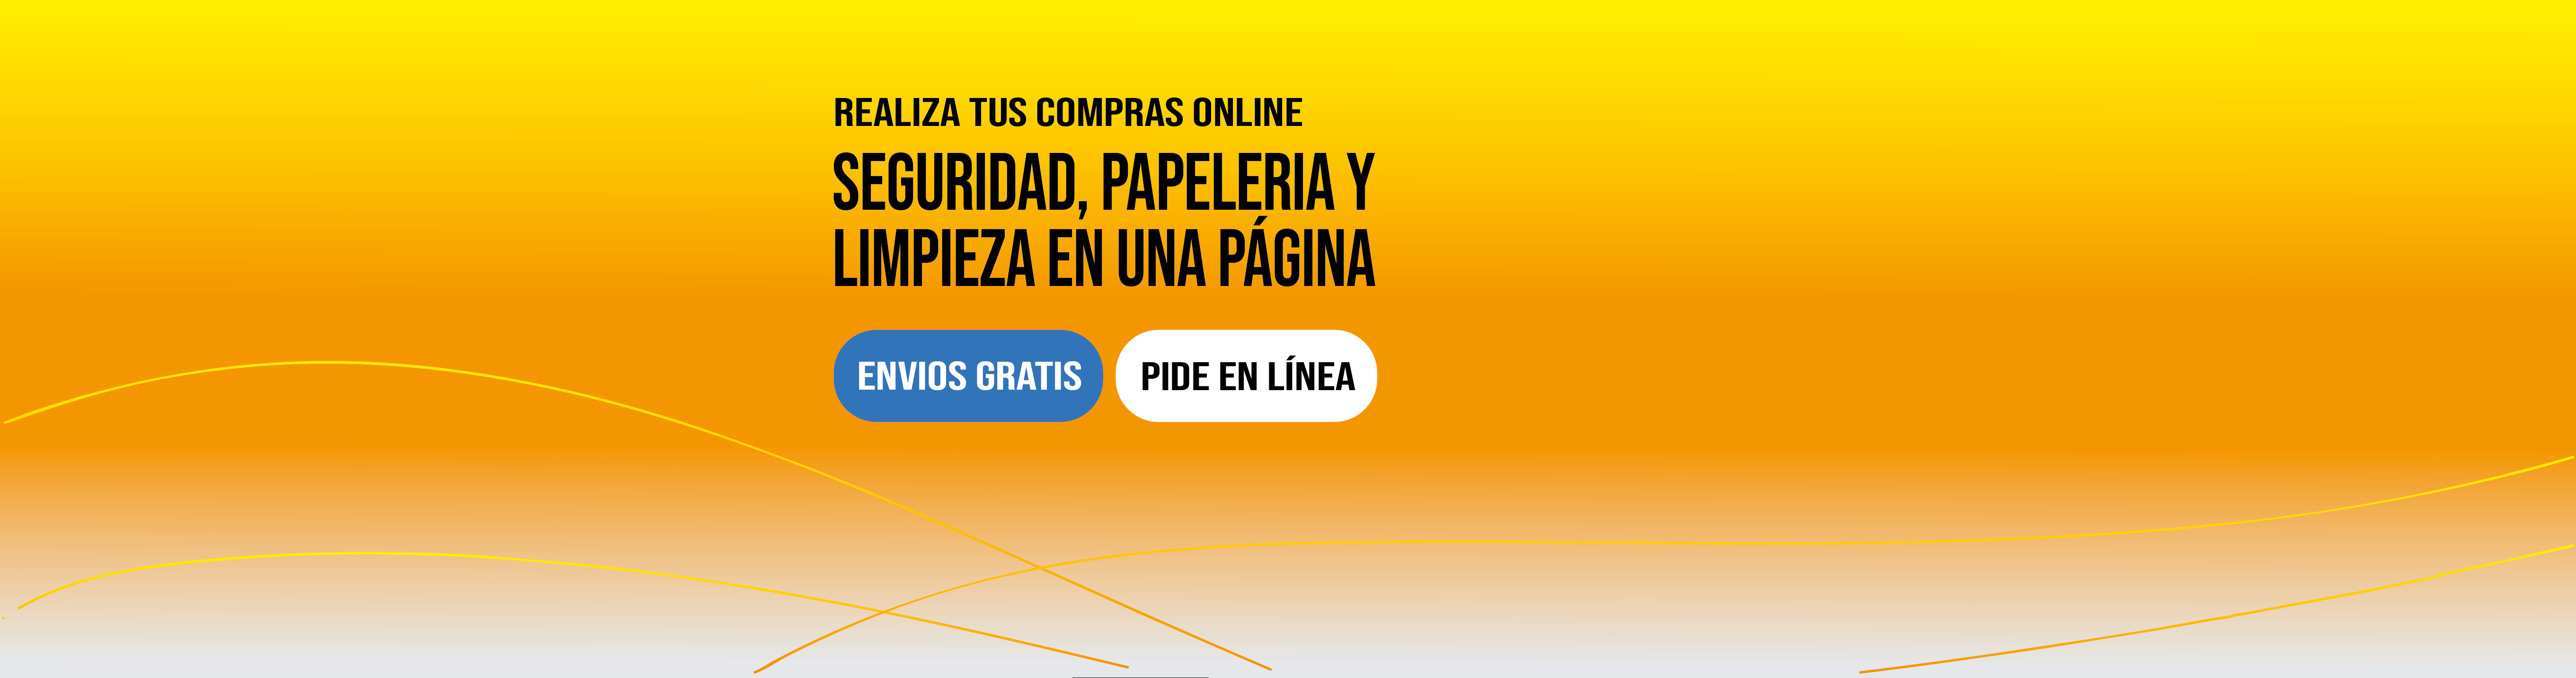 REALIZA TUS COMPRAS ONLINE
SEGURIDAD, PAPELERIA Y
LIMPIEZA EN UNA PÁGINA
ENVIOS GRATIS
PIDE EN LÍNEA